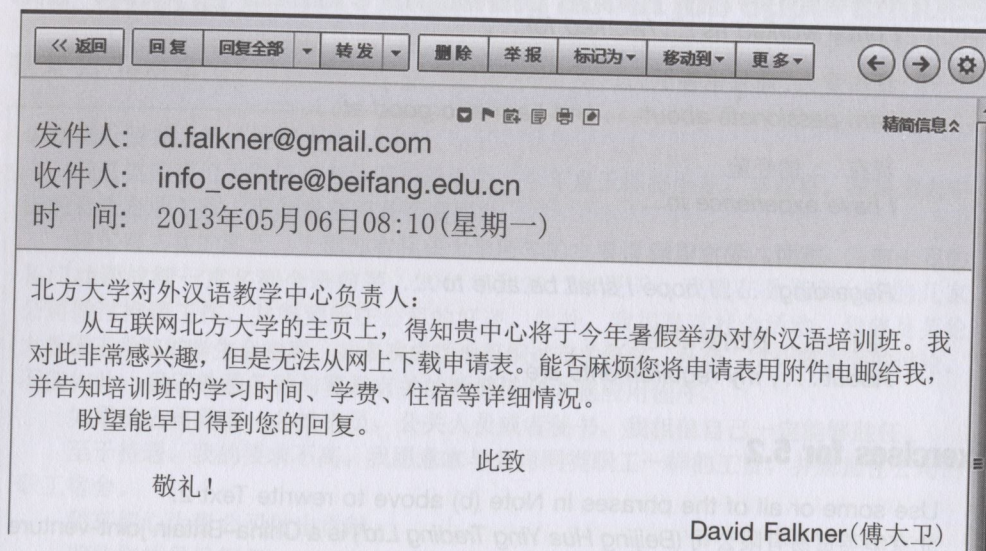 << 返回 回复 回复全部 转发 删除 举报 标记为 移动到 更多
精简信息
发件人: d.falkner@gmail.com
收件人: info_centre@beifang.edu.cn
时 间: 2013年05月06日08:10(星期一)
北方大学对外汉语教学中心负责人:
从互联网北方大学的主页上,得知贵中心将于今年暑假举办对外汉语培训班。我
对此非常感兴趣,但是无法从网上下载申请表。能否麻烦您将申请表用附件电邮给我,
并告知培训班的学习时间、学费、住宿等详细情况。
盼望能早日得到您的回复。
此致
敬礼!
David Falkner(傅大卫)